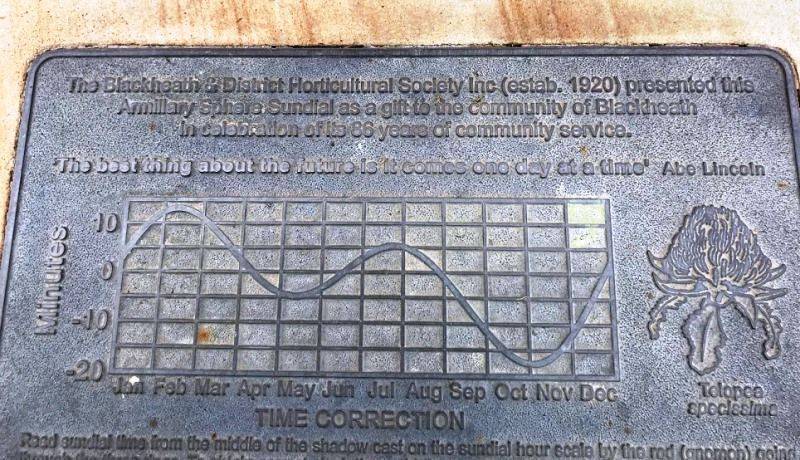 The Blackheath & District Horticultural Society Inc (estab. 1920) presented this
Armillary Sphere Sundial as a gift to the community of Blackheath
in celebration of its 86 years of community service.
'The best thing about the future is it comes one day at a time' Abe Lincoln
Minutes
10
0
-10
-20
Jan Feb Mar Apr May Jun Jul Aug Sep Oct Nov Dec
TIME CORRECTION
Telopea
specissima
Read sundial time from the middle of the shadow cast on the sundial hour scale by the rod (gnomon) going